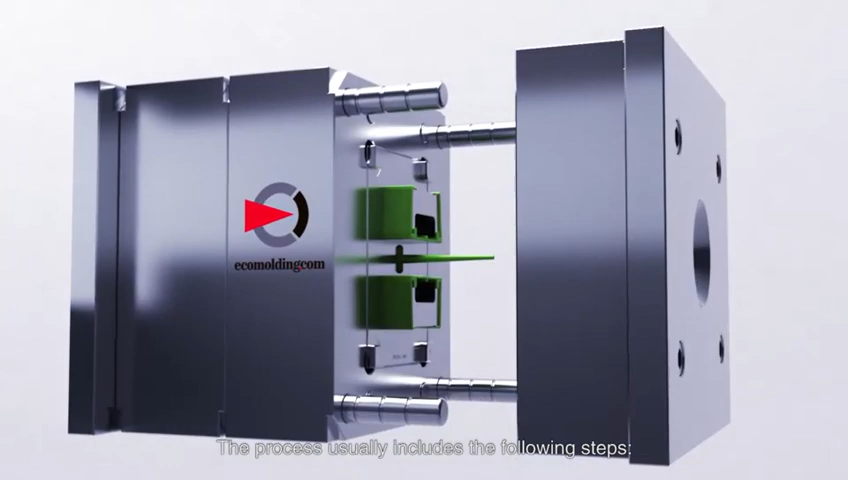 ecomoldingcom
The process usually includes the following steps: